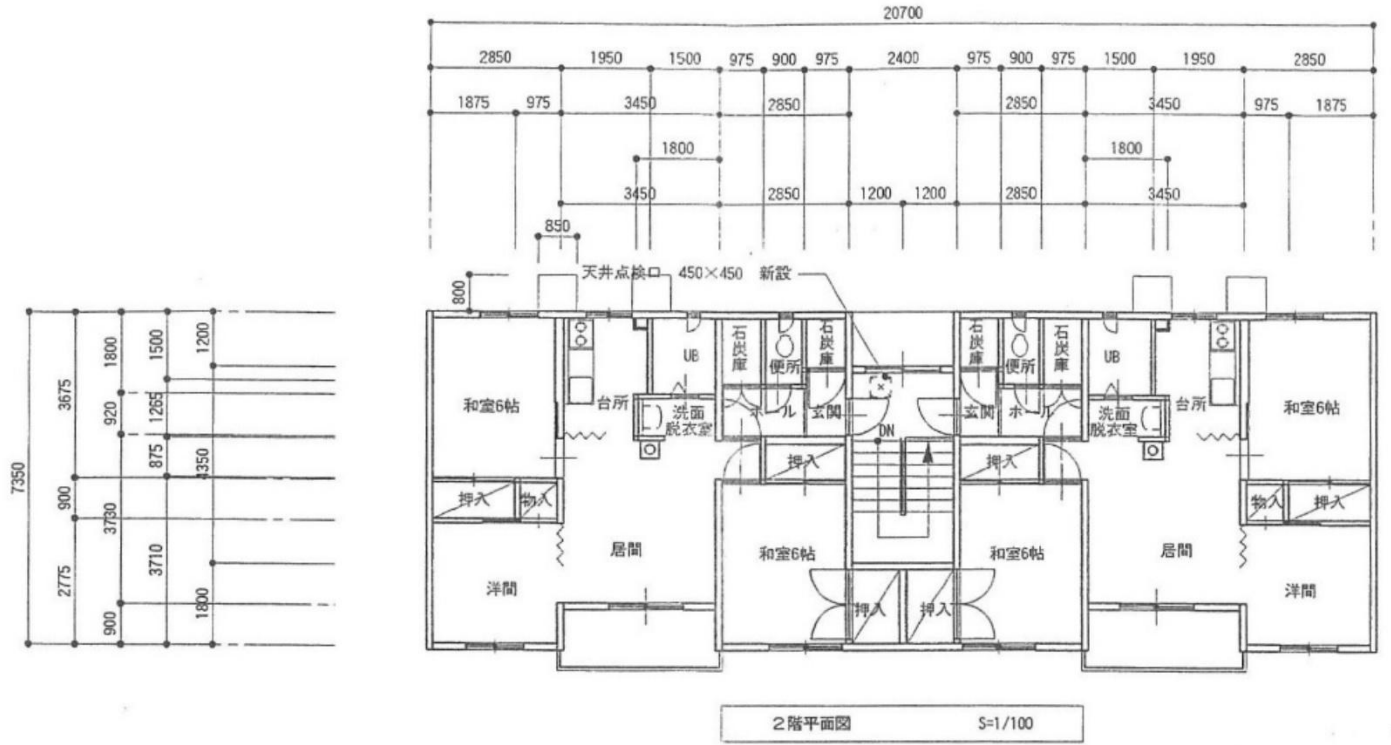 20700
2850 1950 1500 975 900 975 2400 975 900 975 1500 1950 2850
1875 975 3450 2850 2850 3450 975 1875
1800 1800
3450 2850 1200 1200 2850 3450
850
天井点検口 450×450 新設
800
7350
3675 900 2775
1800 920 3730 900
1500 1265 875 3710
1200 4350 1800
和室6帖
台所
UB
洗面
脱衣室
石炭庫
便所
石炭庫
ホール
玄関
DN
石炭庫
便所
石炭庫
玄関
ホール
UB
洗面
脱衣室
台所
和室6帖
押入
物入
押入
押入
物入
押入
洋間
居間
和室6帖
押入
押入
和室6帖
居間
洋間
2階平面図 S=1/100